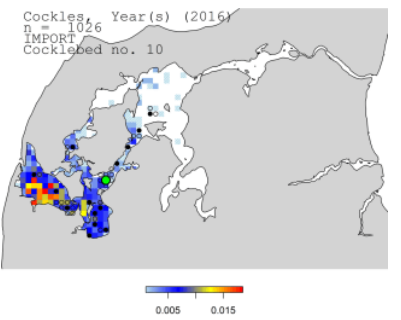 Cockles, Year(s) (2016)
n = 1026
IMPORT
Cocklebed no. 10
0.005 0.015